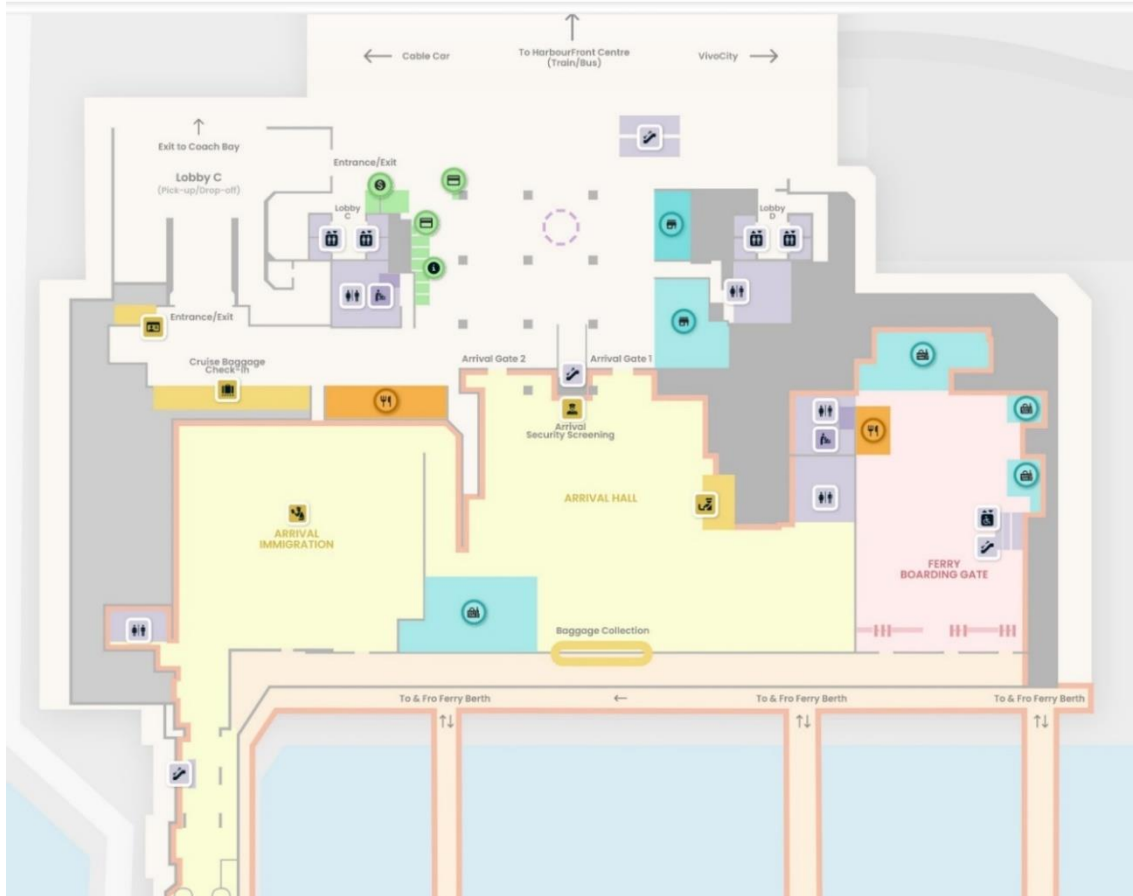 To HarbourFront Centre
(Train/Bus)
Cable Car
VivoCity
Exit to Coach Bay
Lobby C
(Pick-up/Drop-off)
Entrance/Exit
Lobby
C
Lobby
D
Entrance/Exit
Cruise Baggage
Check-In
Arrival Gate 2
Arrival Gate 1
Arrival
Security Screening
ARRIVAL HALL
ARRIVAL
IMMIGRATION
FERRY
BOARDING GATE
Baggage Collection
To & Fro Ferry Berth
To & Fro Ferry Berth
To & Fro Ferry Berth